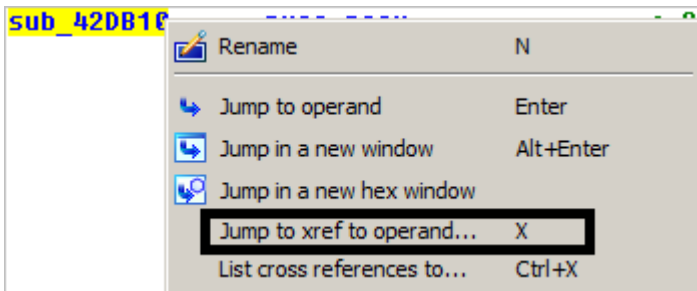 sub_42DB10
Rename N
Jump to operand Enter
Jump in a new window Alt+Enter
Jump in a new hex window
Jump to xref to operand... X
List cross references to... Ctrl+X